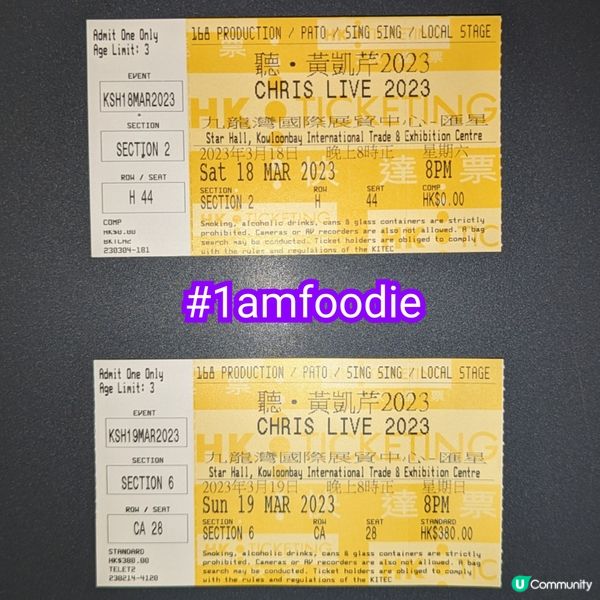 Admit One Only
Age Limit: 3
EVENT
KSH18MAR2023
SECTION
SECTION 2
ROW / SEAT
H 44
COMP
HK$0.00
230304-181
168 PRODUCTION / PATO / SING SING / LOCAL STAGE
聽・黃凱芹2023
CHRIS LIVE 2023
HK TICKETING
九龍灣國際展貿中心-匯星
Star Hall, Kowloonbay International Trade & Exhibition Centre
2023年3月18日 晚上8時正 星期六
Sat 18 MAR 2023 8PM
SECTION ROW SEAT COMP
SECTION 2 H 44 HK$0.00
Smoking, alcoholic drinks, cans & glass containers are strictly
prohibited. Cameras or AV recorders are also not allowed. A bag
search may be conducted. Ticket holders are obliged to comply
with the rules and regulations of the KITEC
#1amfoodie
Admit One Only
Age Limit: 3
EVENT
KSH19MAR2023
SECTION
SECTION 6
ROW / SEAT
CA 28
STANDARD
HK$380.00
TELET2
230214-4120
168 PRODUCTION / PATO / SING SING / LOCAL STAGE
聽・黃凱芹2023
CHRIS LIVE 2023
HK TICKETING
九龍灣國際展貿中心-匯星
Star Hall, Kowloonbay International Trade & Exhibition Centre
2023年3月19日 晚上8時正 星期日
Sun 19 MAR 2023 8PM
SECTION ROW SEAT STANDARD
SECTION 6 CA 28 HK$380.00
Smoking, alcoholic drinks, cans & glass containers are strictly
prohibited. Cameras or AV recorders are also not allowed. A bag
search may be conducted. Ticket holders are obliged to comply
with the rules and regulations of the KITEC
U Community